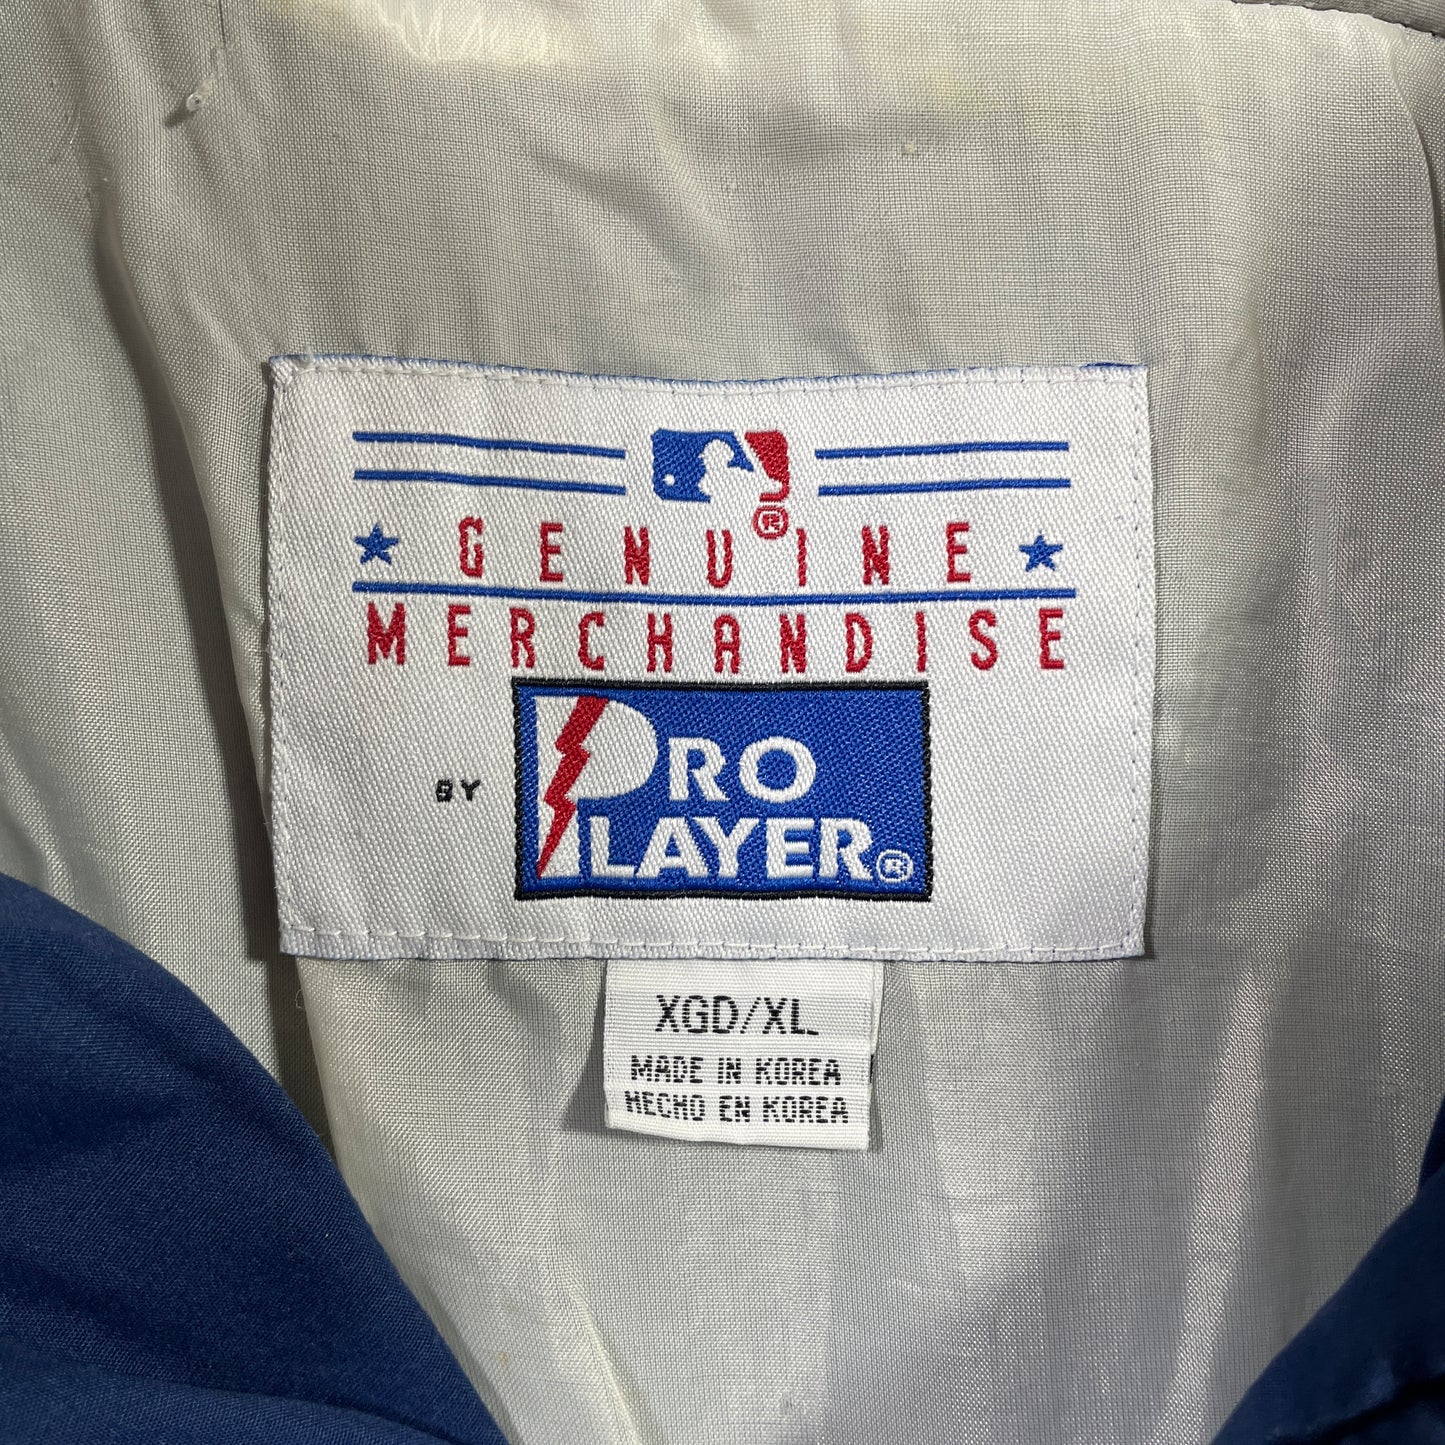 ®
GENUINE
MERCHANDISE
BY PRO PLAYER®
XGD/XL
MADE IN KOREA
HECHO EN KOREA